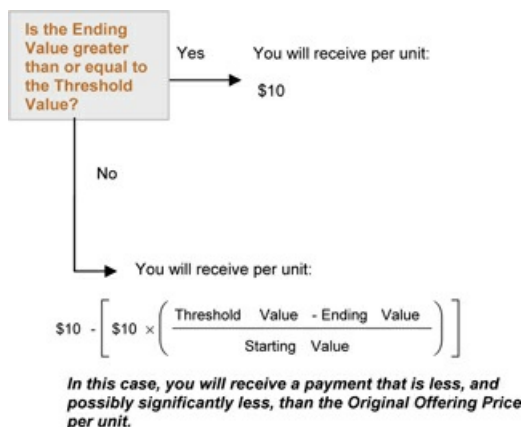 Is the Ending
Value greater
than or equal to
the Threshold
Value?
Yes
You will receive per unit:
$10
No
You will receive per unit:
$10 - [ $10 × ( Threshold Value - Ending Value
Starting Value ) ]
In this case, you will receive a payment that is less, and
possibly significantly less, than the Original Offering Price
per unit.